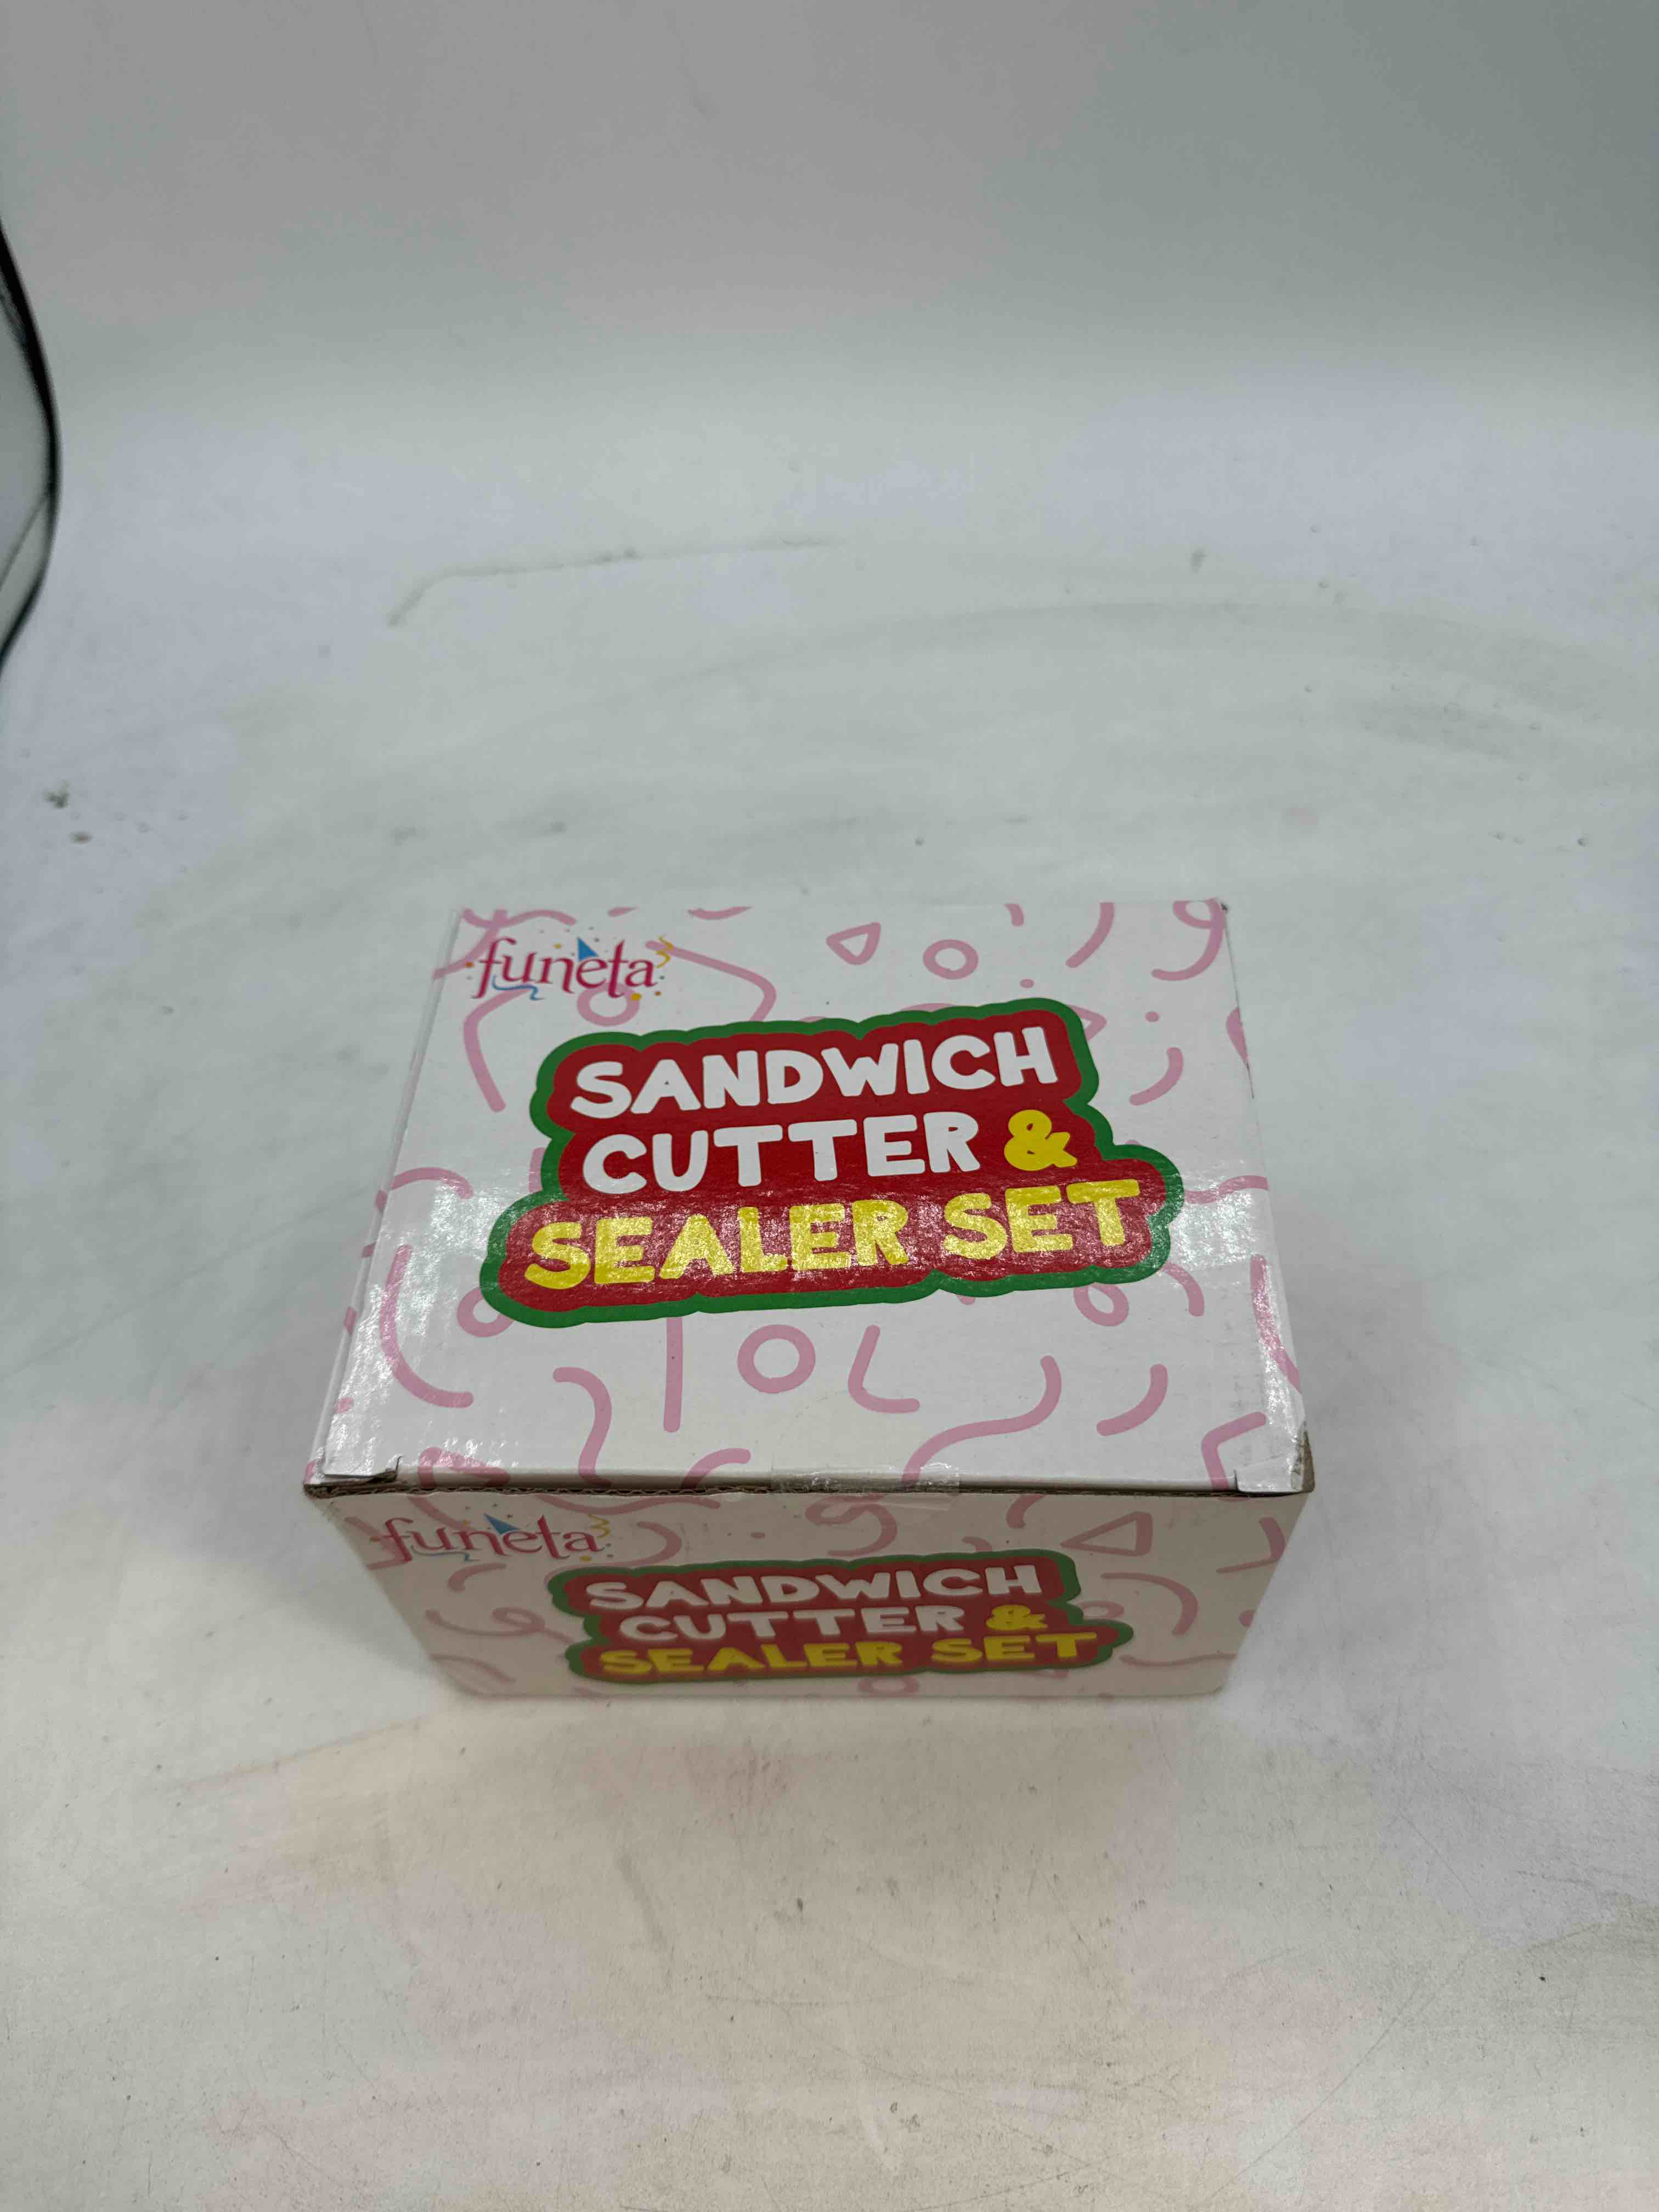 funeta
SANDWICH
CUTTER &
SEALER SET
funeta
SANDWICH
CUTTER &
SEALER SET